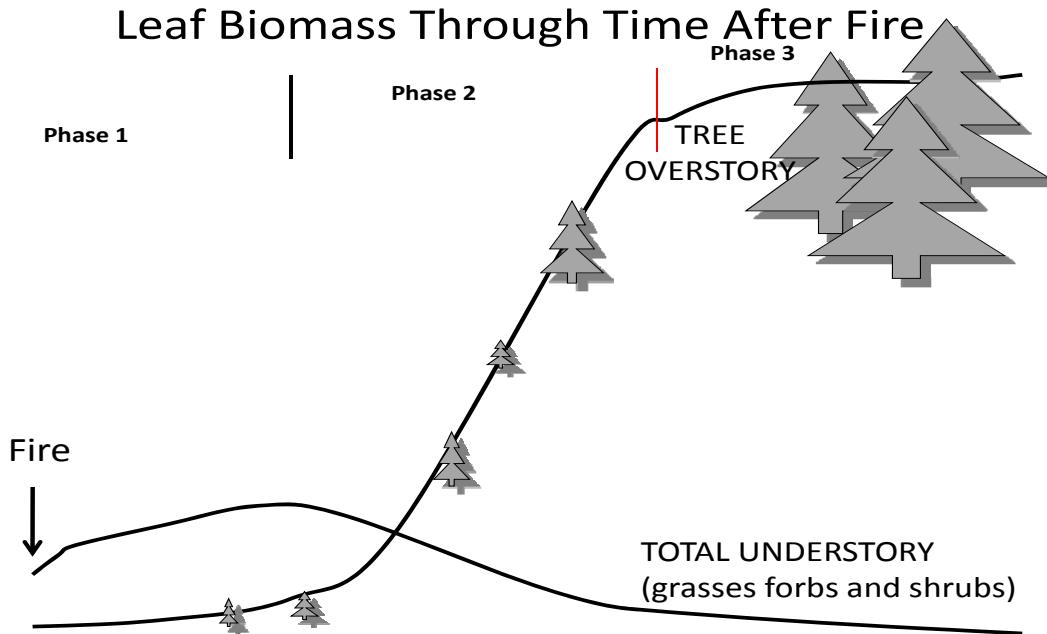 Leaf Biomass Through Time After Fire
Phase 3
Phase 2
Phase 1
TREE
OVERSTORY
Fire
TOTAL UNDERSTORY
(grasses forbs and shrubs)